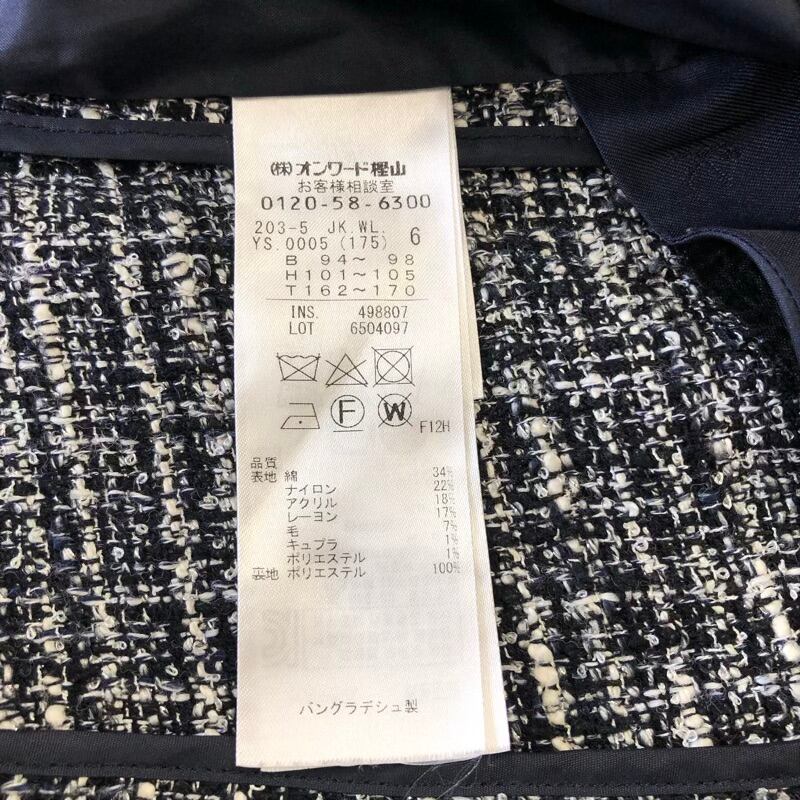 (株)オンワード樫山
お客様相談室
0120-58-6300
203-5 JK.WL.
YS.0005(175) 6
B 94~ 98
H101~105
T162~170
INS. 498807
LOT 6504097
F W F12H
品質
表地 綿 34%
ナイロン 22%
アクリル 18%
レーヨン 17%
毛 7%
キュプラ 1%
ポリエステル 1%
裏地 ポリエステル 100%
バングラデシュ製